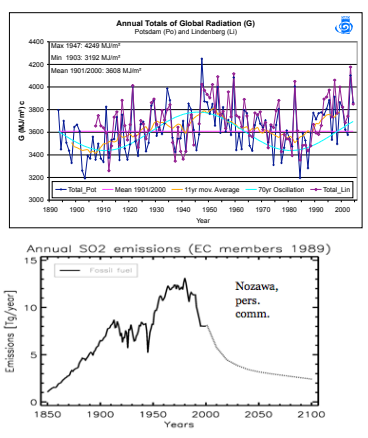 Annual Totals of Global Radiation (G)
Potsdam (Po) and Lindenberg (Li)
Max 1947: 4249 MJ/m²
Min 1903: 3192 MJ/m²
Mean 1901/2000: 3608 MJ/m²
G (MJ/m²) c
4400
4200
4000
3800
3600
3400
3200
3000
Total_Pot Mean 1901/2000 11yr mov. Average 70yr Oscillation Total_Lin
1890 1900 1910 1920 1930 1940 1950 1960 1970 1980 1990 2000
Year
Annual SO2 emissions (EC members 1989)
Fossil fuel
Nozawa,
pers.
comm.
Emissions [Tg/year]
15
10
5
0
1850 1900 1950 2000 2050 2100
Years